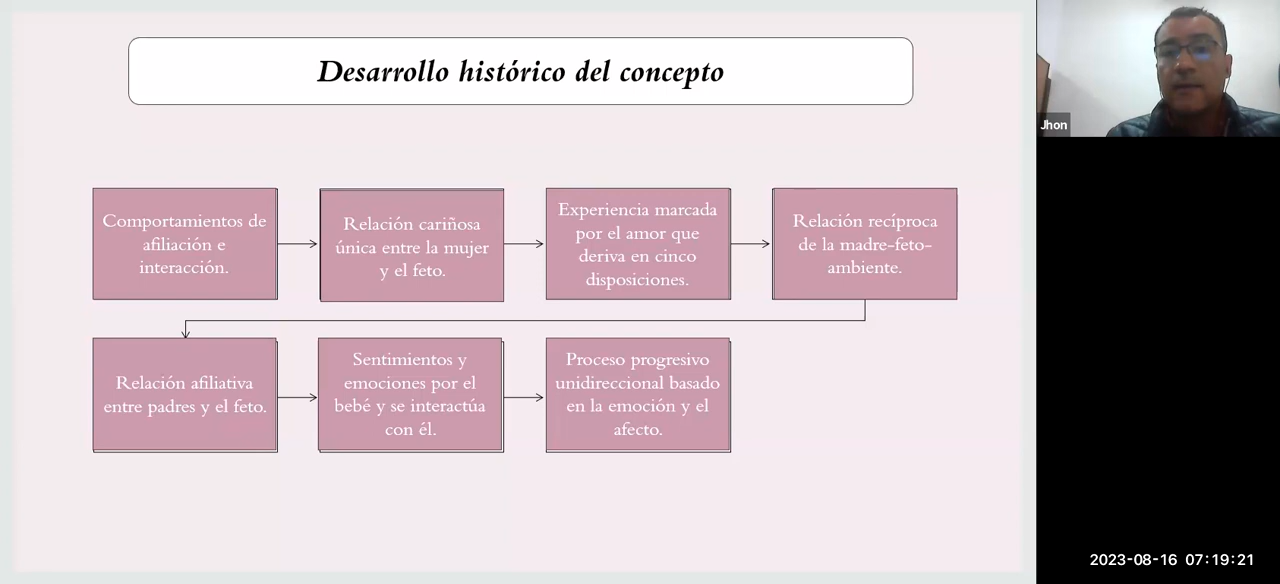 Desarrollo histórico del concepto
Comportamientos de
afiliación e
interacción.
Relación cariñosa
única entre la mujer
y el feto.
Experiencia marcada
por el amor que
deriva en cinco
disposiciones.
Relación recíproca
de la madre-feto-
ambiente.
Relación afiliativa
entre padres y el feto.
Sentimientos y
emociones por el
bebé y se interactúa
con él.
Proceso progresivo
unidireccional basado
en la emoción y el
afecto.
Jhon
2023-08-16 07:19:21